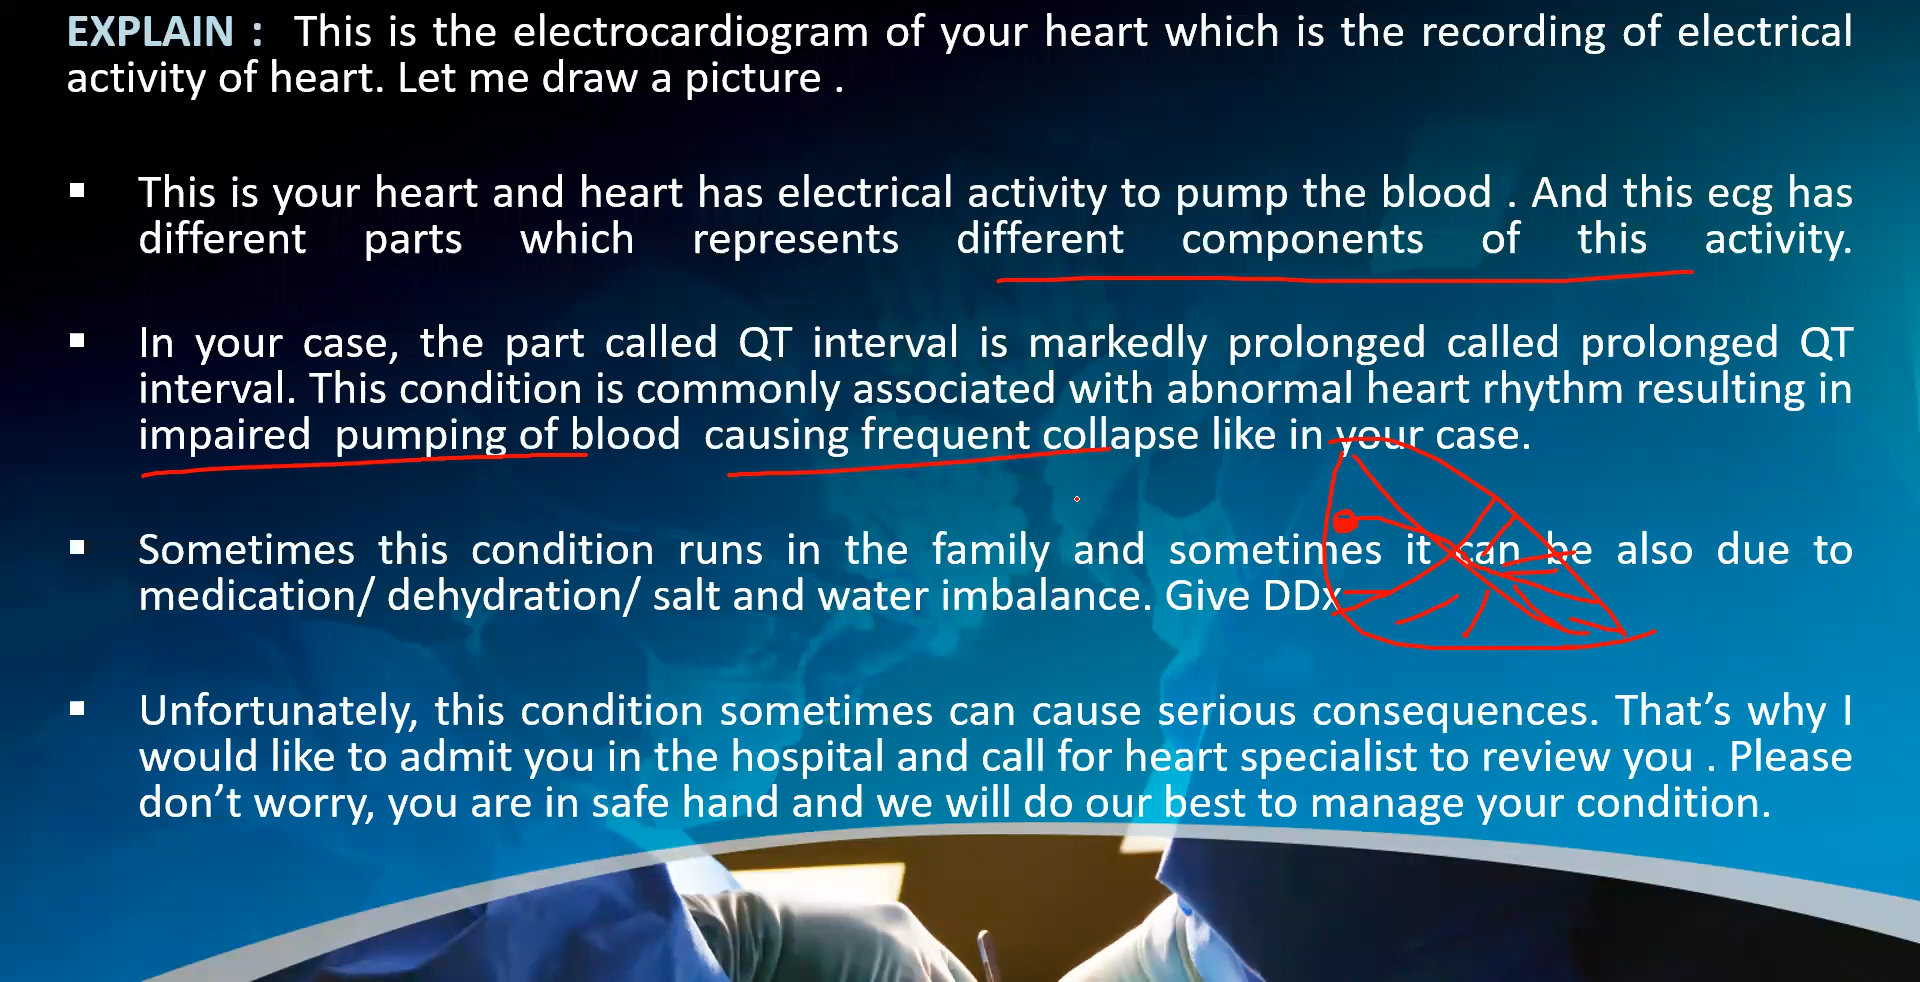 EXPLAIN : This is the electrocardiogram of your heart which is the recording of electrical
activity of heart. Let me draw a picture .
▪ This is your heart and heart has electrical activity to pump the blood . And this ecg has
different parts which represents different components of this activity.
▪ In your case, the part called QT interval is markedly prolonged called prolonged QT
interval. This condition is commonly associated with abnormal heart rhythm resulting in
impaired pumping of blood causing frequent collapse like in your case.
▪ Sometimes this condition runs in the family and sometimes it can be also due to
medication/ dehydration/ salt and water imbalance. Give DDx
▪ Unfortunately, this condition sometimes can cause serious consequences. That’s why I
would like to admit you in the hospital and call for heart specialist to review you . Please
don’t worry, you are in safe hand and we will do our best to manage your condition.